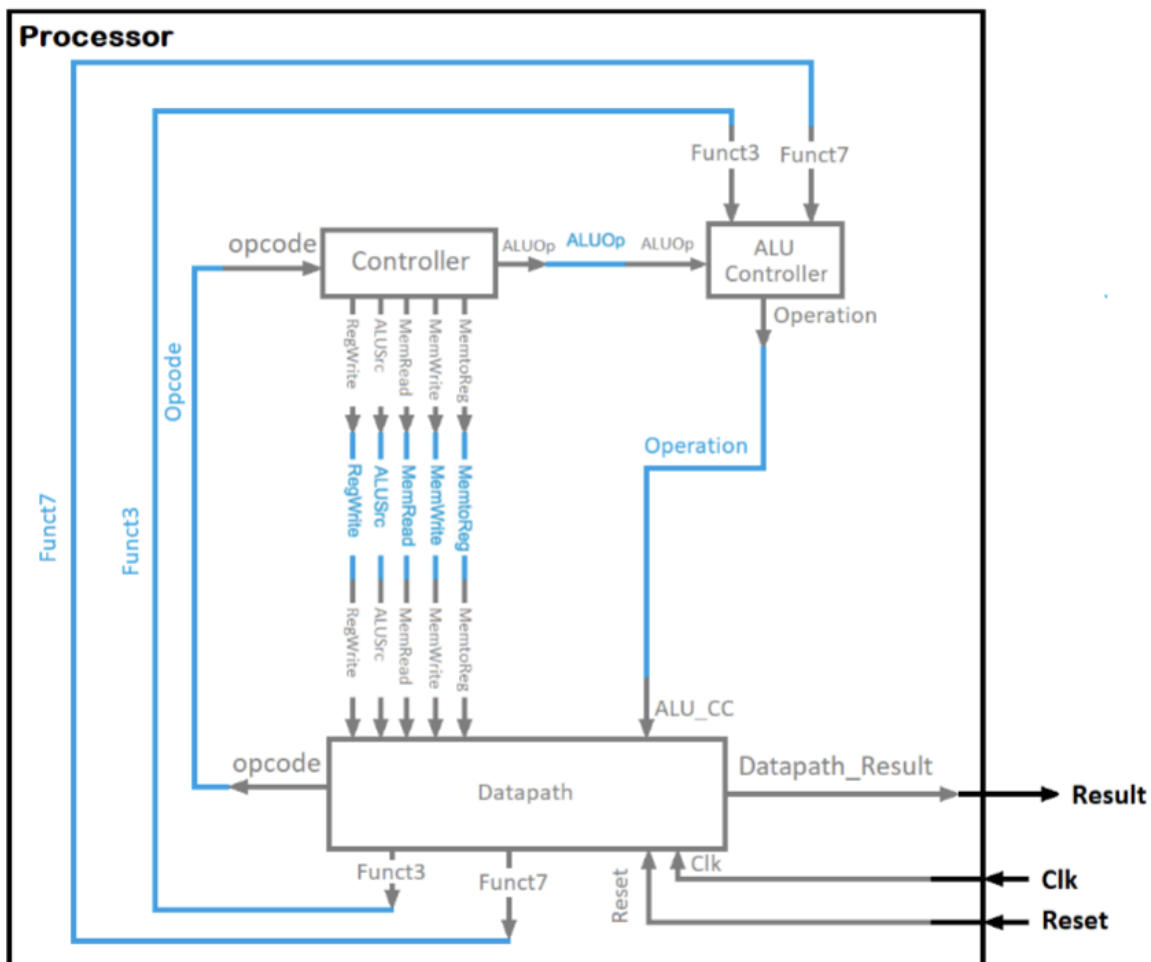 Processor
Funct3 Funct7
opcode
Controller
ALUOp ALUOp ALUOp
ALU
Controller
Operation
RegWrite ALUSrc MemRead MemWrite MemtoReg
Opcode
Operation
RegWrite ALUSrc MemRead MemWrite MemtoReg
Funct7
Funct3
RegWrite ALUSrc MemRead MemWrite MemtoReg
ALU_CC
opcode
Datapath
Datapath_Result
Result
Funct3
Funct7
Reset
Clk
Clk
Reset